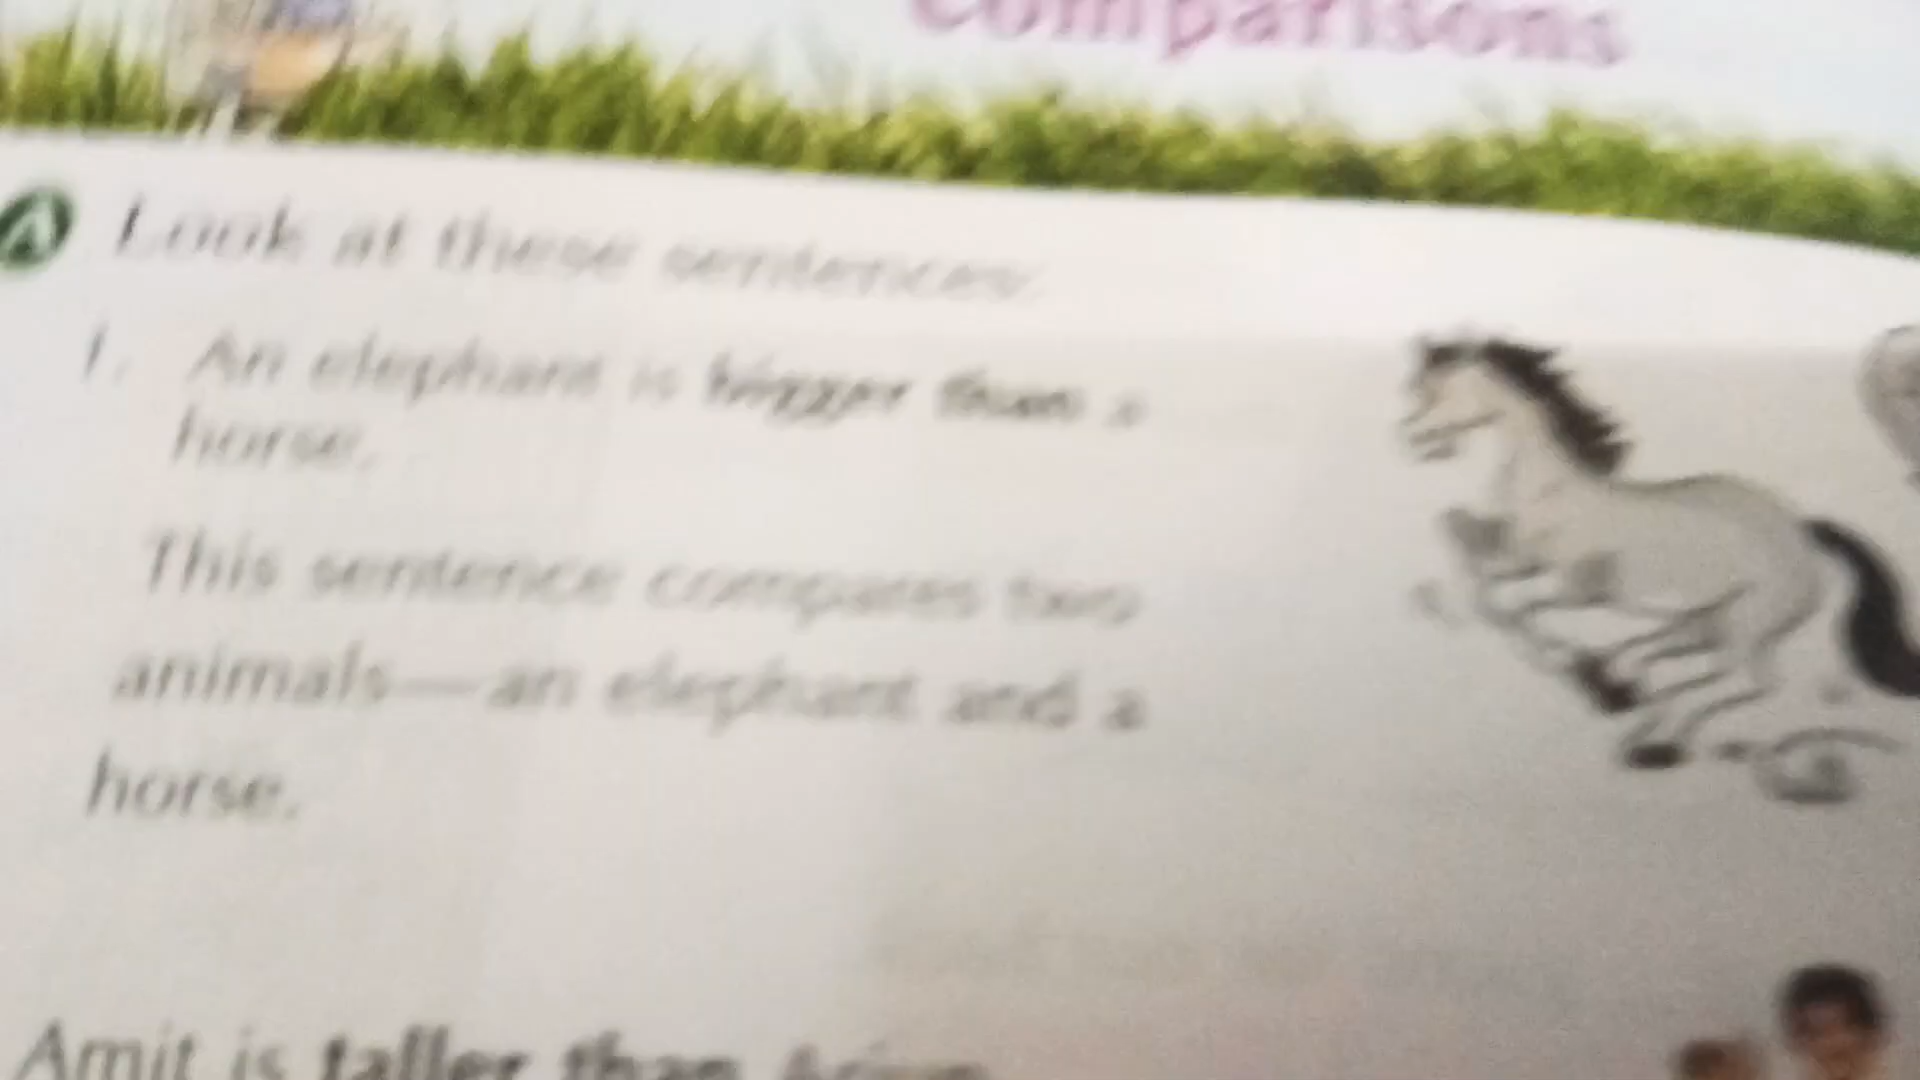 Comparisons
A Look at these sentences:
1. An elephant is bigger than a
horse.
This sentence compares two
animals—an elephant and a
horse.
Amit is taller than